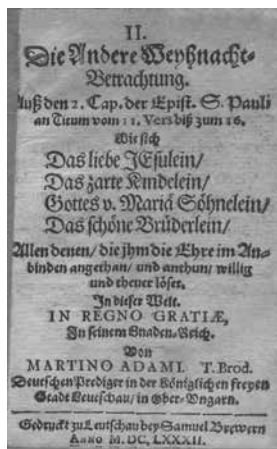 II.
Die Andere Weyhnacht-
Betrachtung.
Auß den 2. Cap. der Epist. S. Pauli
an Titum vom 11. Vers biß zum 16.
Wie sich
Das liebe JEsulein/
Das zarte Kindelein/
Gottes v. Mariä Söhnelein/
Das schöne Brüderlein/
Allen denen/ die jhm die Ehre im An-
binden angethan/ und anthun/ willig
und theuer löser.
In dieser Welt.
IN REGNO GRATIÆ,
In seinem Gnaden-Reich.
Von
MARTINO ADAMI. T. Brod.
Deutschen Prediger in der Königlichen freyen
Stadt Leutschau/ in Ober-Ungarn.
Gedruckt zu Leutschau bey Samuel Brewern
Anno M. DC, LXXXII.